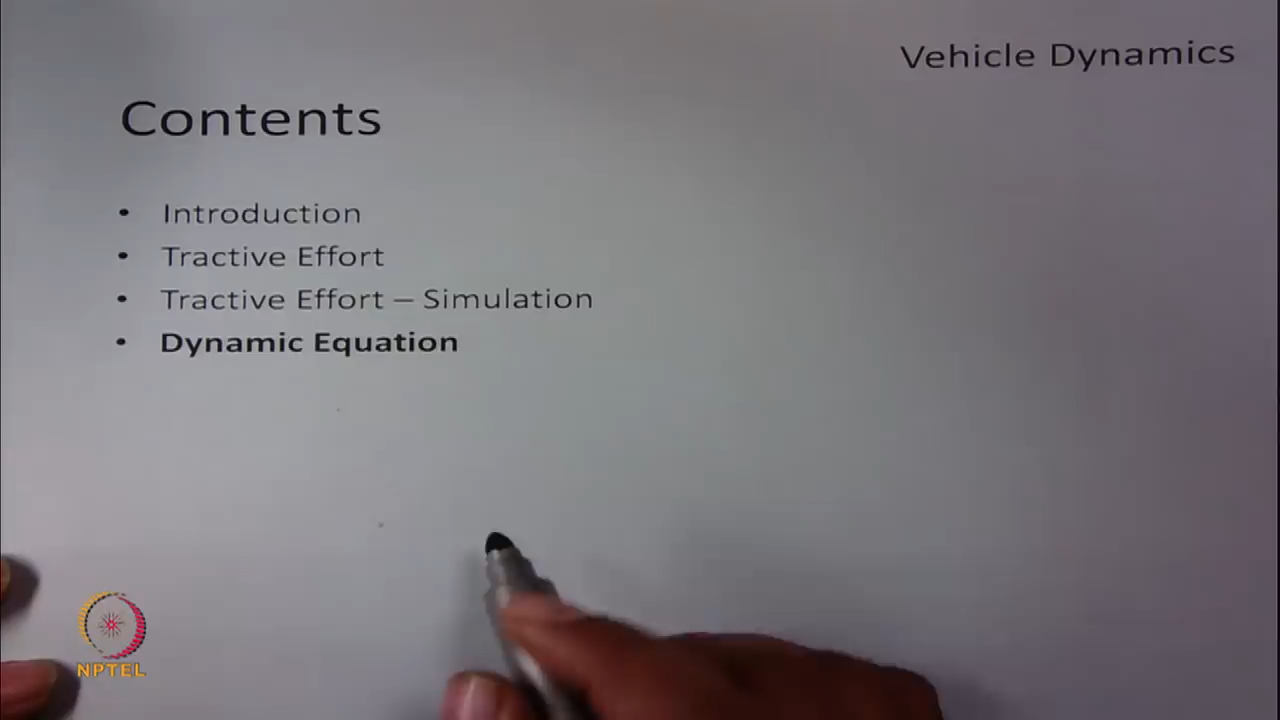 Vehicle Dynamics
Contents
• Introduction
• Tractive Effort
• Tractive Effort – Simulation
• Dynamic Equation
NPTEL